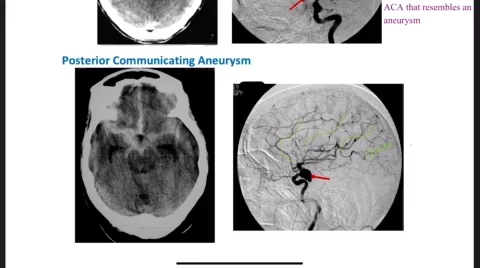 ACA that resembles an
aneurysm
Posterior Communicating Aneurysm